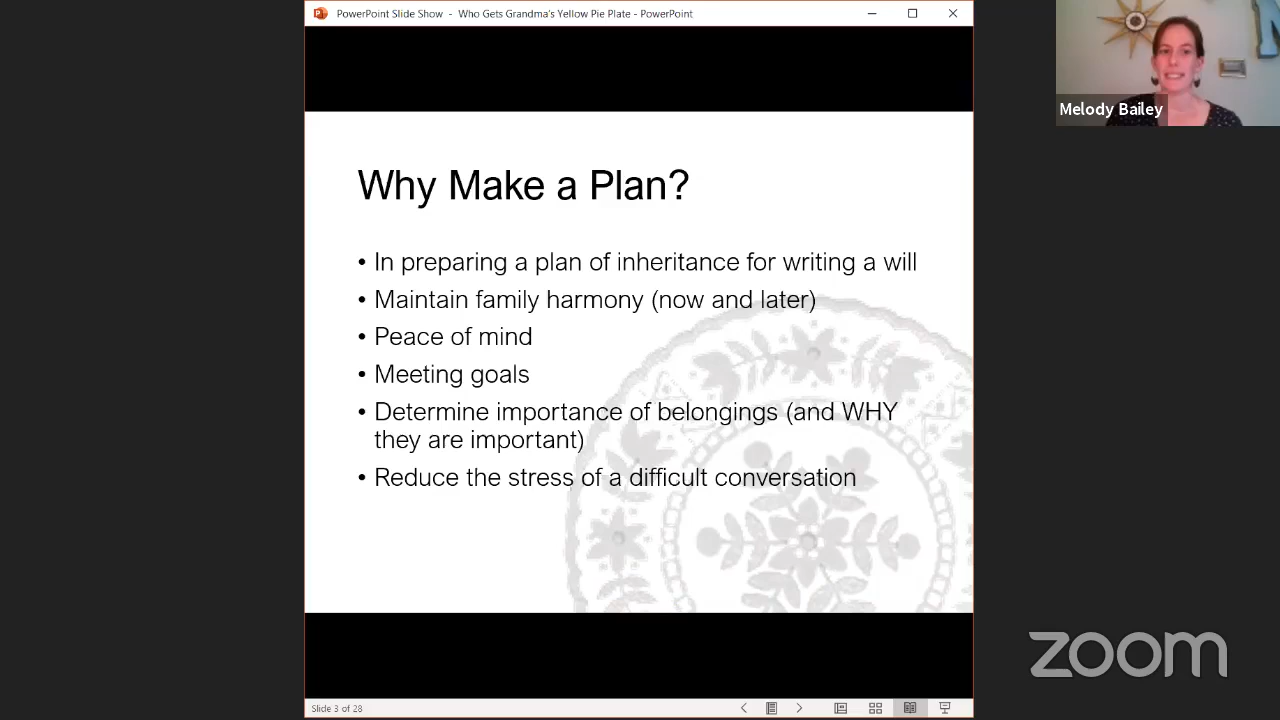 PowerPoint Slide Show - Who Gets Grandma's Yellow Pie Plate - PowerPoint
Melody Bailey
Why Make a Plan?
• In preparing a plan of inheritance for writing a will
• Maintain family harmony (now and later)
• Peace of mind
• Meeting goals
• Determine importance of belongings (and WHY
they are important)
• Reduce the stress of a difficult conversation
zoom
Slide 3 of 28